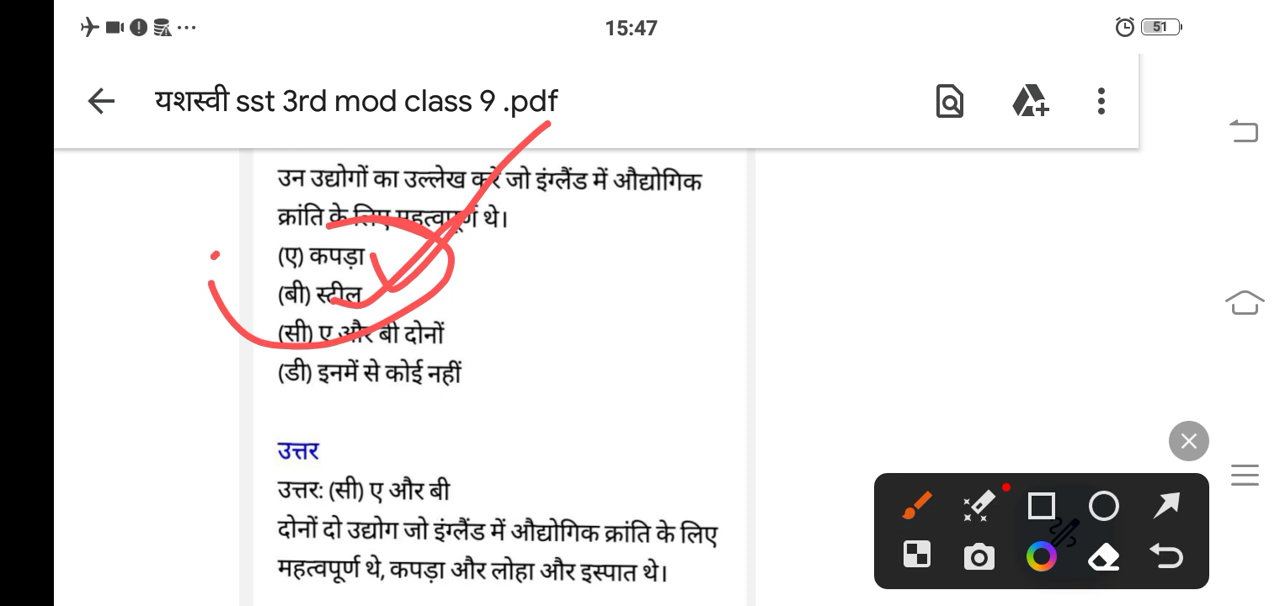 15:47
51
यशस्वी sst 3rd mod class 9 .pdf
उन उद्योगों का उल्लेख करें जो इंग्लैंड में औद्योगिक
क्रांति के लिए महत्वपूर्ण थे।
(ए) कपड़ा
(बी) स्टील
(सी) ए और बी दोनों
(डी) इनमें से कोई नहीं
उत्तर
उत्तर: (सी) ए और बी
दोनों दो उद्योग जो इंग्लैंड में औद्योगिक क्रांति के लिए
महत्वपूर्ण थे, कपड़ा और लोहा और इस्पात थे।